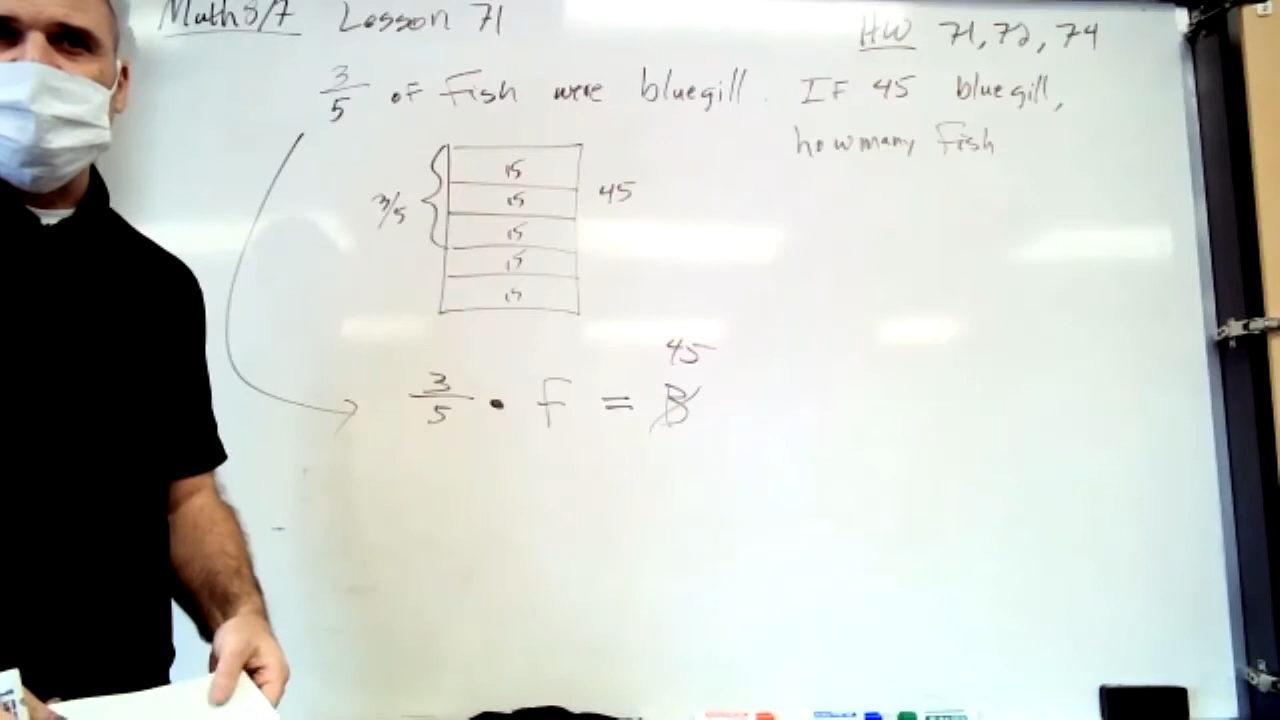 Math 8/7 Lesson 71
HW 71, 72, 74
3/5 of Fish were bluegill. IF 45 bluegill,
how many Fish
15
3/5 15 45
15
15
15
45
3/5 • F = B